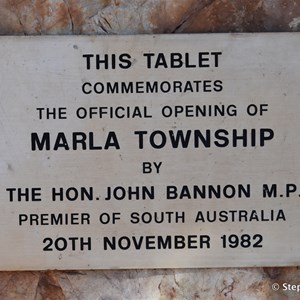 THIS TABLET
COMMEMORATES
THE OFFICIAL OPENING OF
MARLA TOWNSHIP
BY
THE HON. JOHN BANNON M.P.
PREMIER OF SOUTH AUSTRALIA
20TH NOVEMBER 1982
© Step